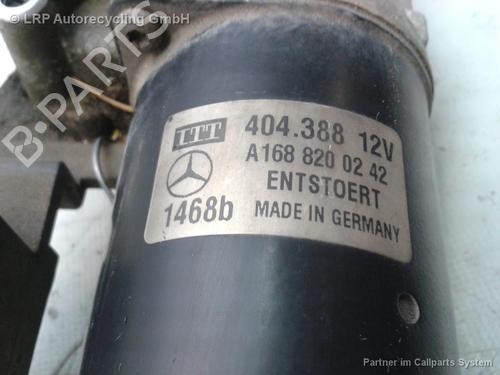 LRP Autorecycling GmbH
B-PARTS
ITT 404.388 12V
A168 820 02 42
ENTSTOERT
1468b MADE IN GERMANY
Partner im Callparts System